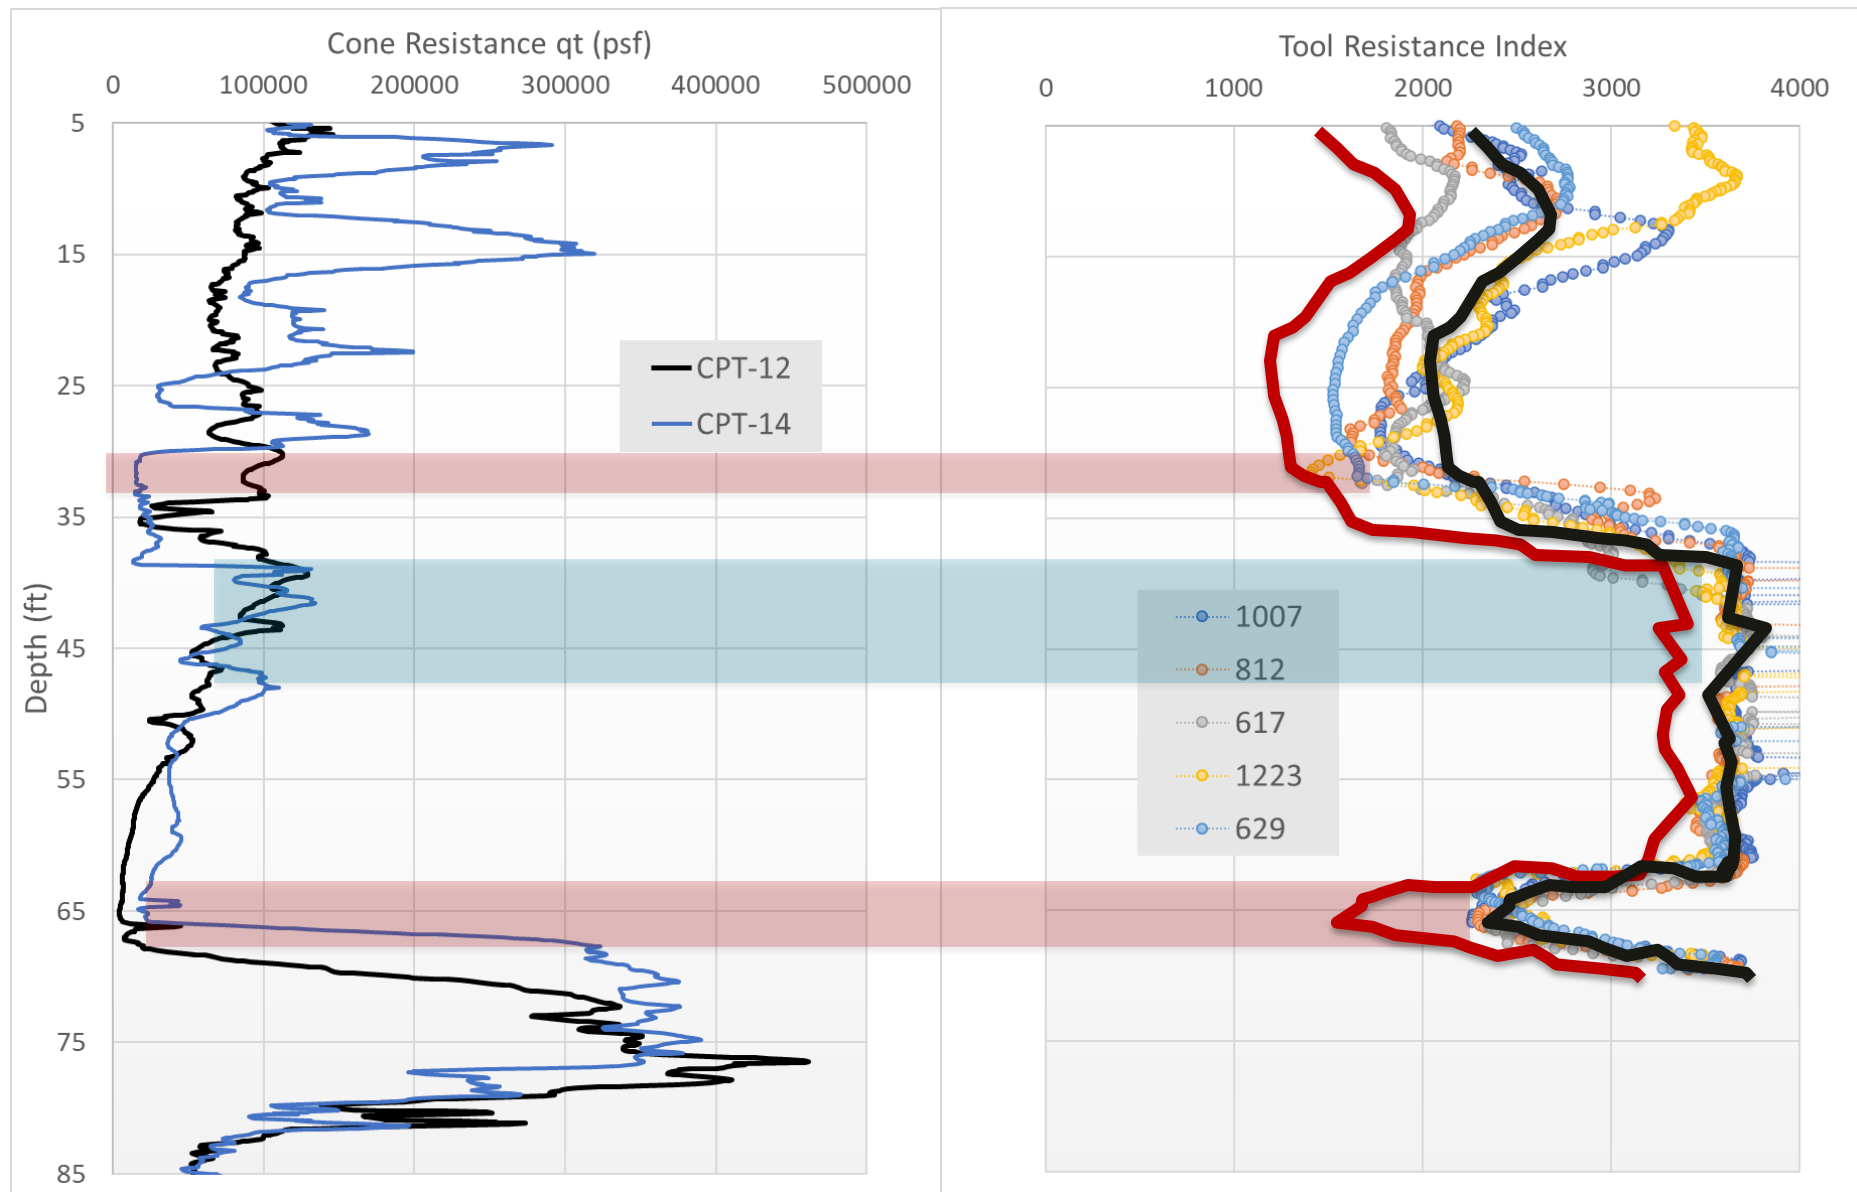 Cone Resistance qt (psf)
0 100000 200000 300000 400000 500000
5
15
25
35
45
55
65
75
85
Depth (ft)
CPT-12
CPT-14
Tool Resistance Index
0 1000 2000 3000 4000
1007
812
617
1223
629